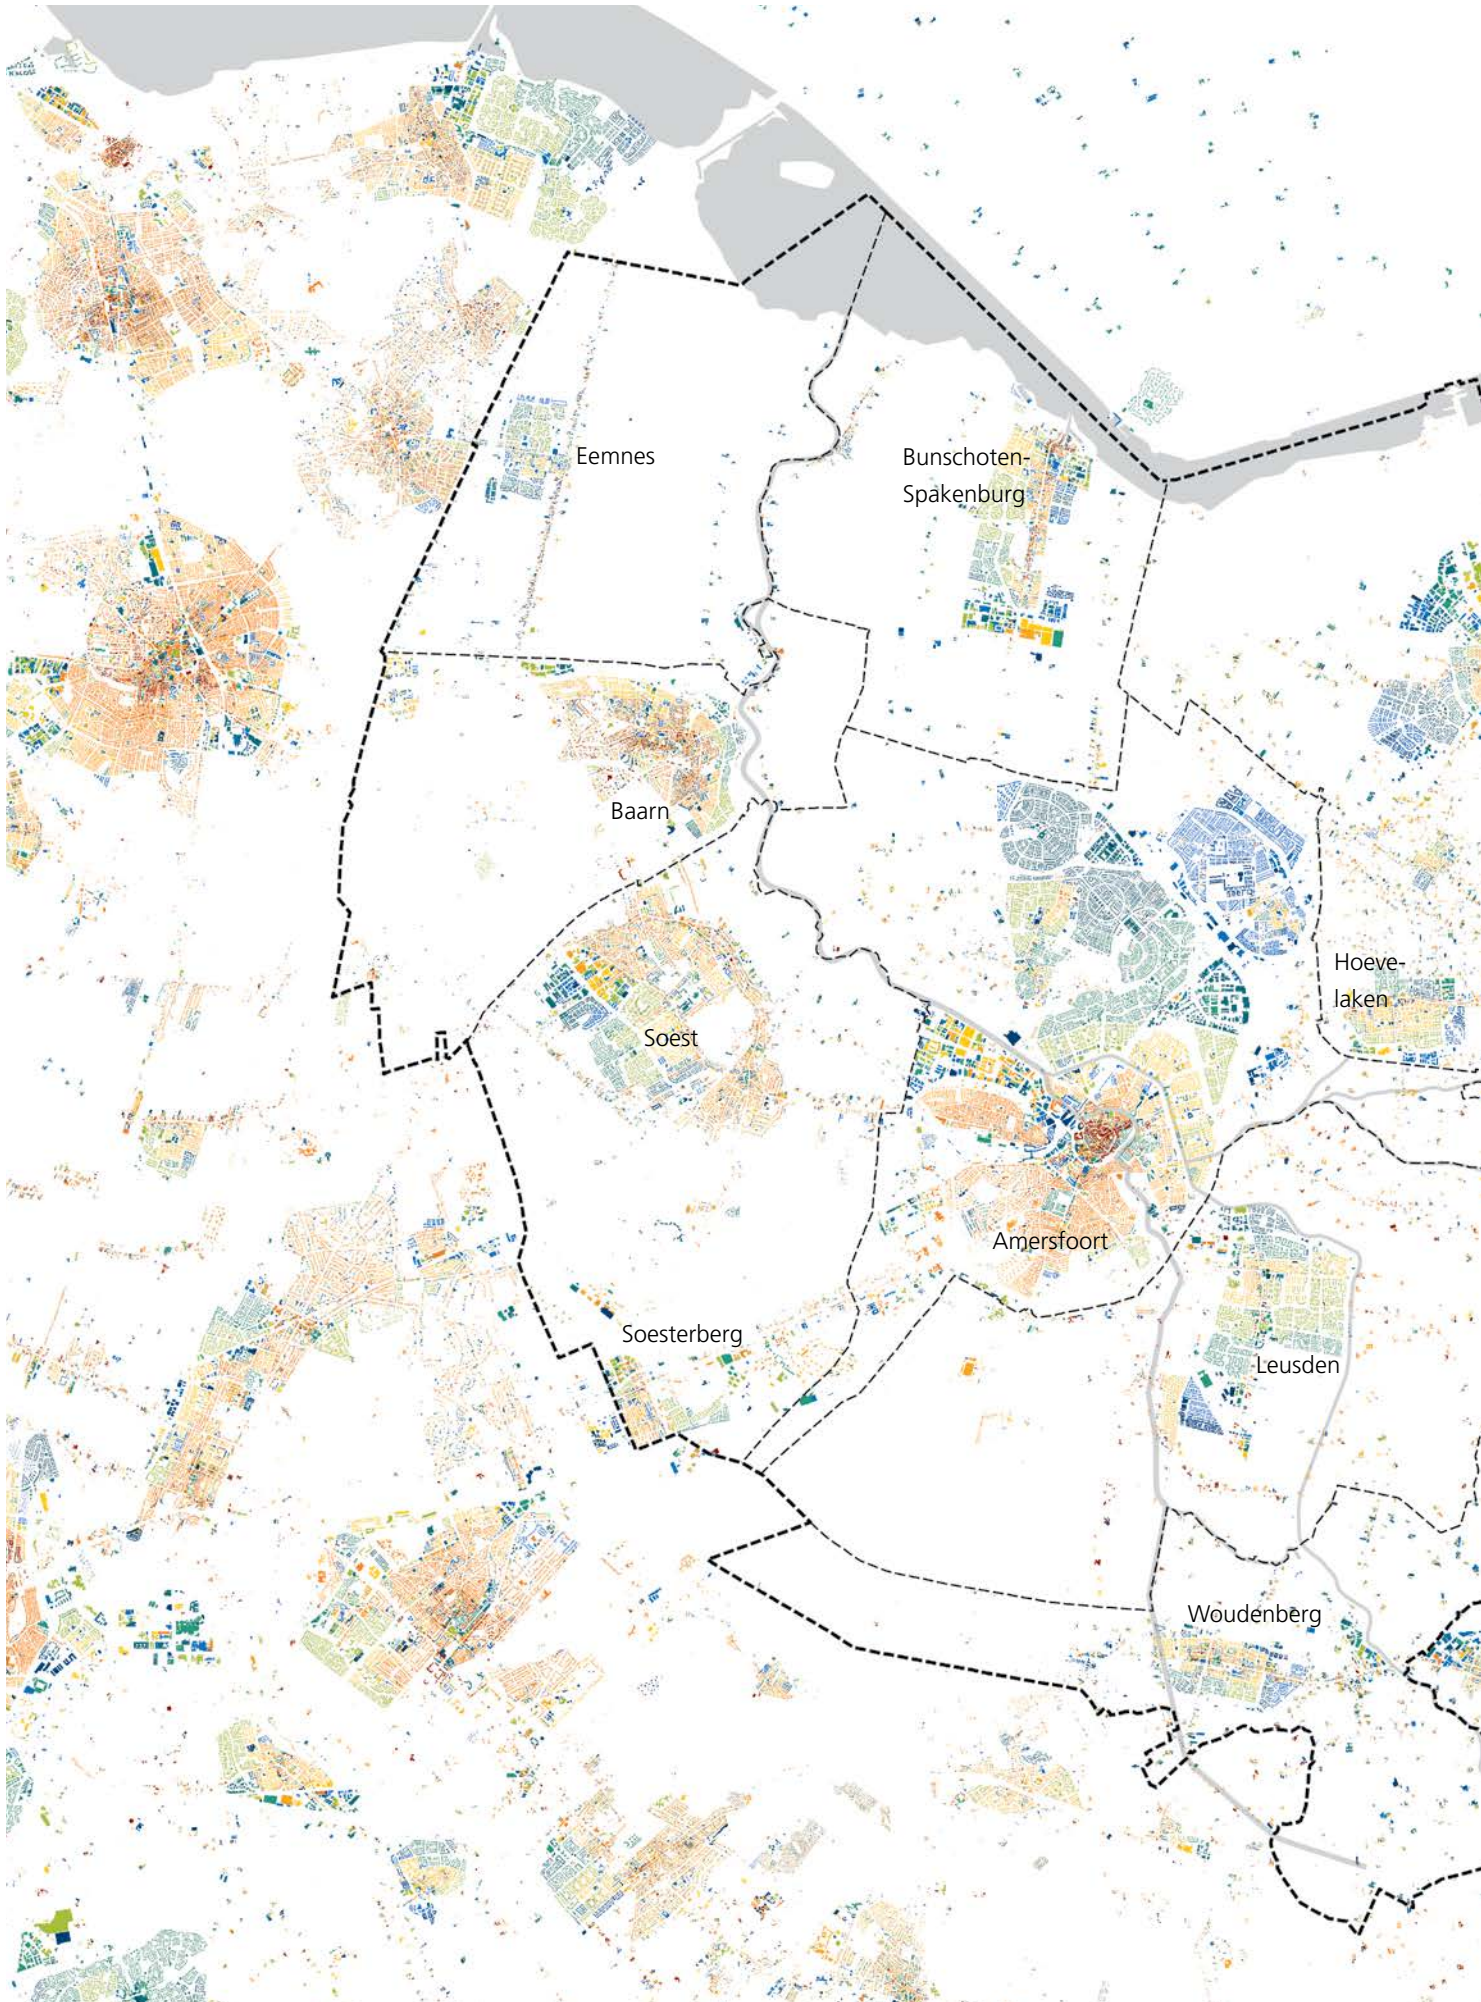 Eemnes
Bunschoten-
Spakenburg
Baarn
Hoeve-
laken
Soest
Amersfoort
Soesterberg
Leusden
Woudenberg